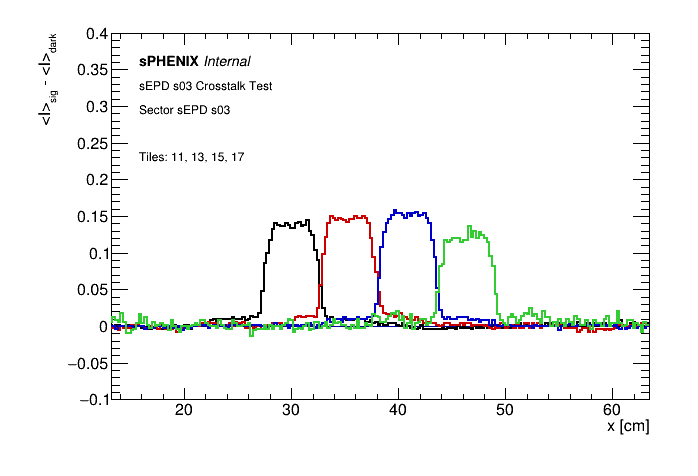 <I>sig - <I>dark
0.4
0.35
0.3
0.25
0.2
0.15
0.1
0.05
0
−0.05
−0.1
sPHENIX Internal
sEPD s03 Crosstalk Test
Sector sEPD s03
Tiles: 11, 13, 15, 17
20 30 40 50 60
x [cm]